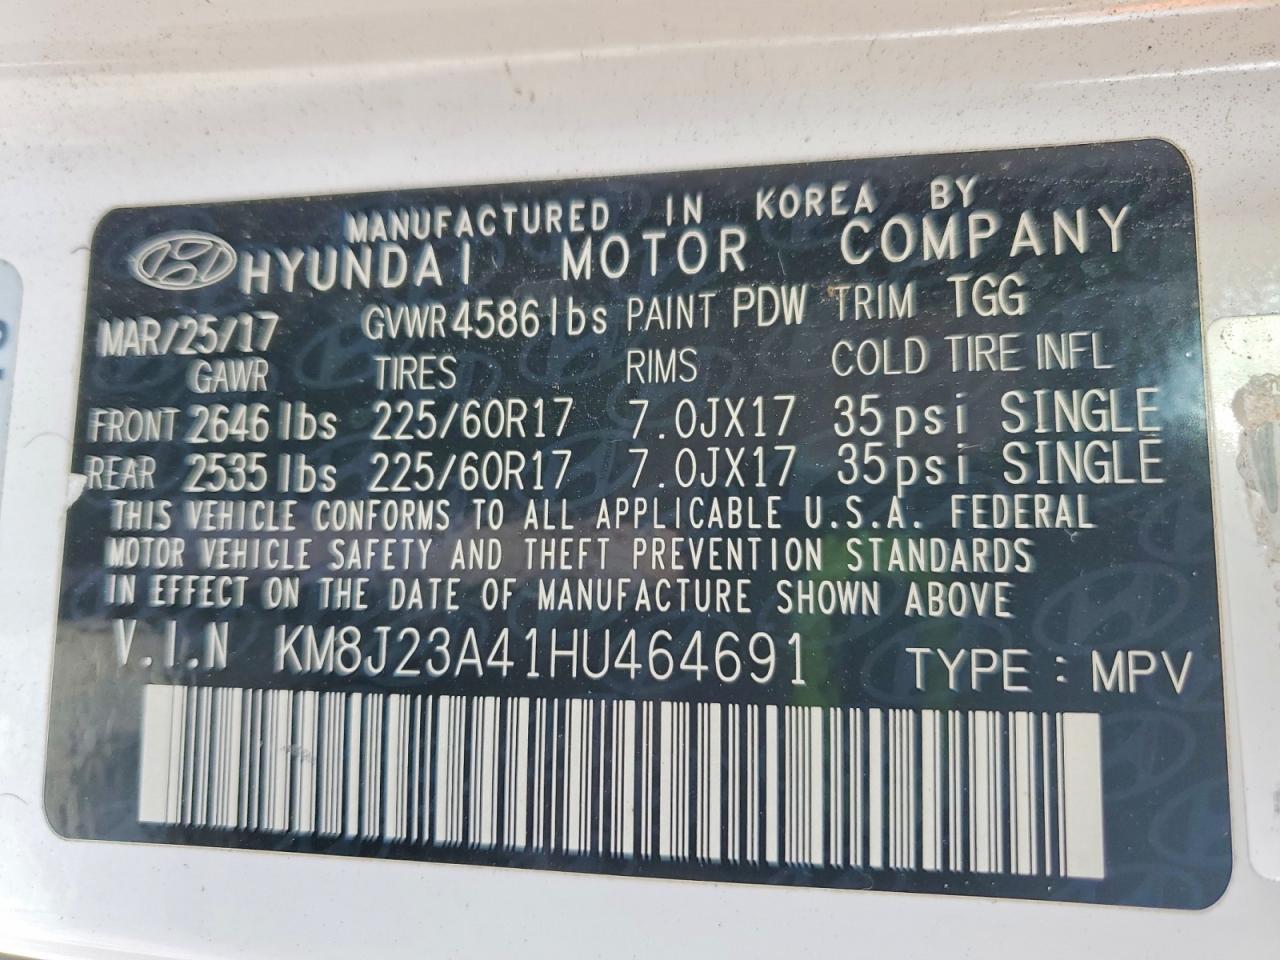 MANUFACTURED IN KOREA BY
HYUNDAI MOTOR COMPANY
MAR/25/17 GVWR 4586 lbs PAINT PDW TRIM TGG
GAWR TIRES RIMS COLD TIRE INFL
FRONT 2646 lbs 225/60R17 7.0JX17 35psi SINGLE
REAR 2535 lbs 225/60R17 7.0JX17 35psi SINGLE
THIS VEHICLE CONFORMS TO ALL APPLICABLE U.S.A. FEDERAL
MOTOR VEHICLE SAFETY AND THEFT PREVENTION STANDARDS
IN EFFECT ON THE DATE OF MANUFACTURE SHOWN ABOVE
V.I.N KM8J23A41HU464691 TYPE : MPV